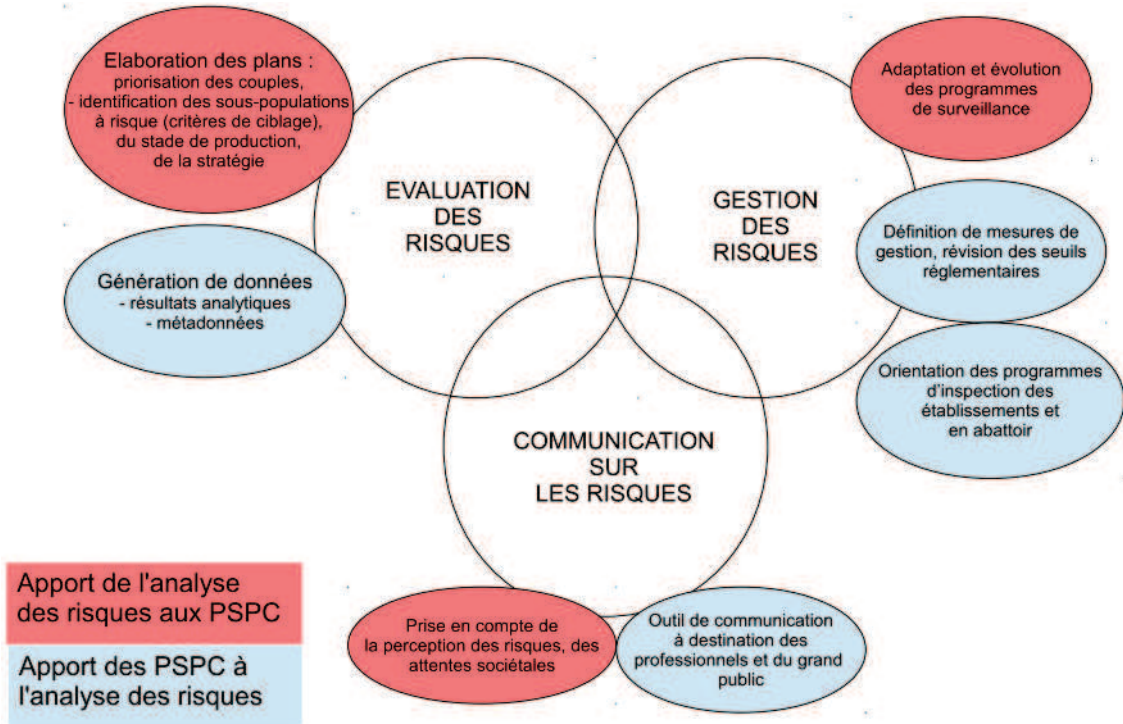 Elaboration des plans :
priorisation des couples,
- identification des sous-populations
à risque (critères de ciblage),
du stade de production,
de la stratégie
Adaptation et évolution
des programmes
de surveillance
EVALUATION
DES
RISQUES
GESTION
DES
RISQUES
Génération de données
- résultats analytiques
- métadonnées
Définition de mesures de
gestion, révision des seuils
réglementaires
Orientation des programmes
d'inspection des
établissements et
en abattoir
COMMUNICATION
SUR
LES RISQUES
Apport de l'analyse
des risques aux PSPC
Apport des PSPC à
l'analyse des risques
Prise en compte de
la perception des risques, des
attentes sociétales
Outil de communication
à destination des
professionnels et du grand
public